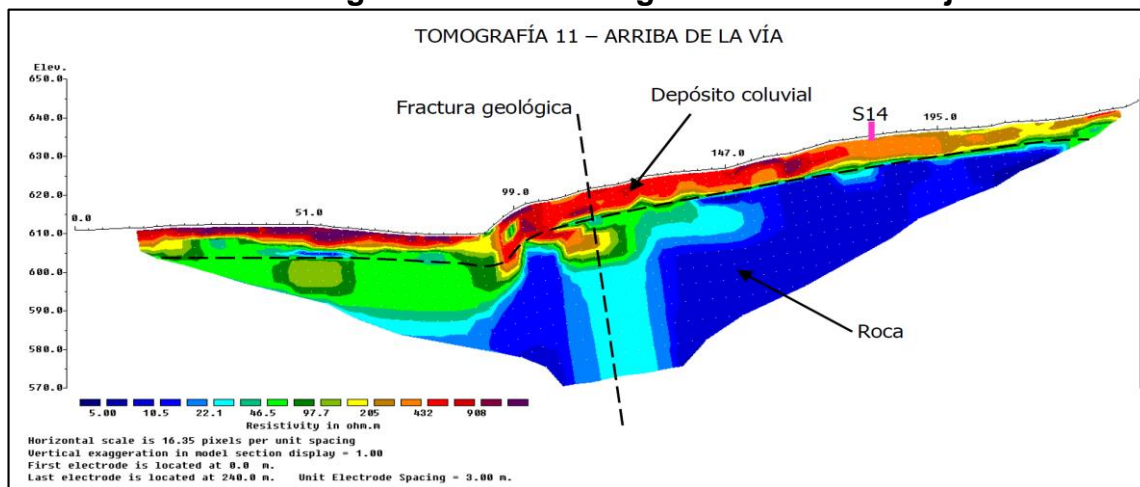 TOMOGRAFÍA 11 – ARRIBA DE LA VÍA
Elev.
650.0
640.0
630.0
620.0
610.0
600.0
590.0
580.0
570.0
Fractura geológica
Depósito coluvial
S14
195.0
147.0
99.0
51.0
0.0
Roca
5.00 10.5 22.1 46.5 97.7 205 432 908
Resistivity in ohm.m
Horizontal scale is 16.35 pixels per unit spacing
Vertical exaggeration in model section display = 1.00
First electrode is located at 0.0 m.
Last electrode is located at 240.0 m. Unit Electrode Spacing = 3.00 m.